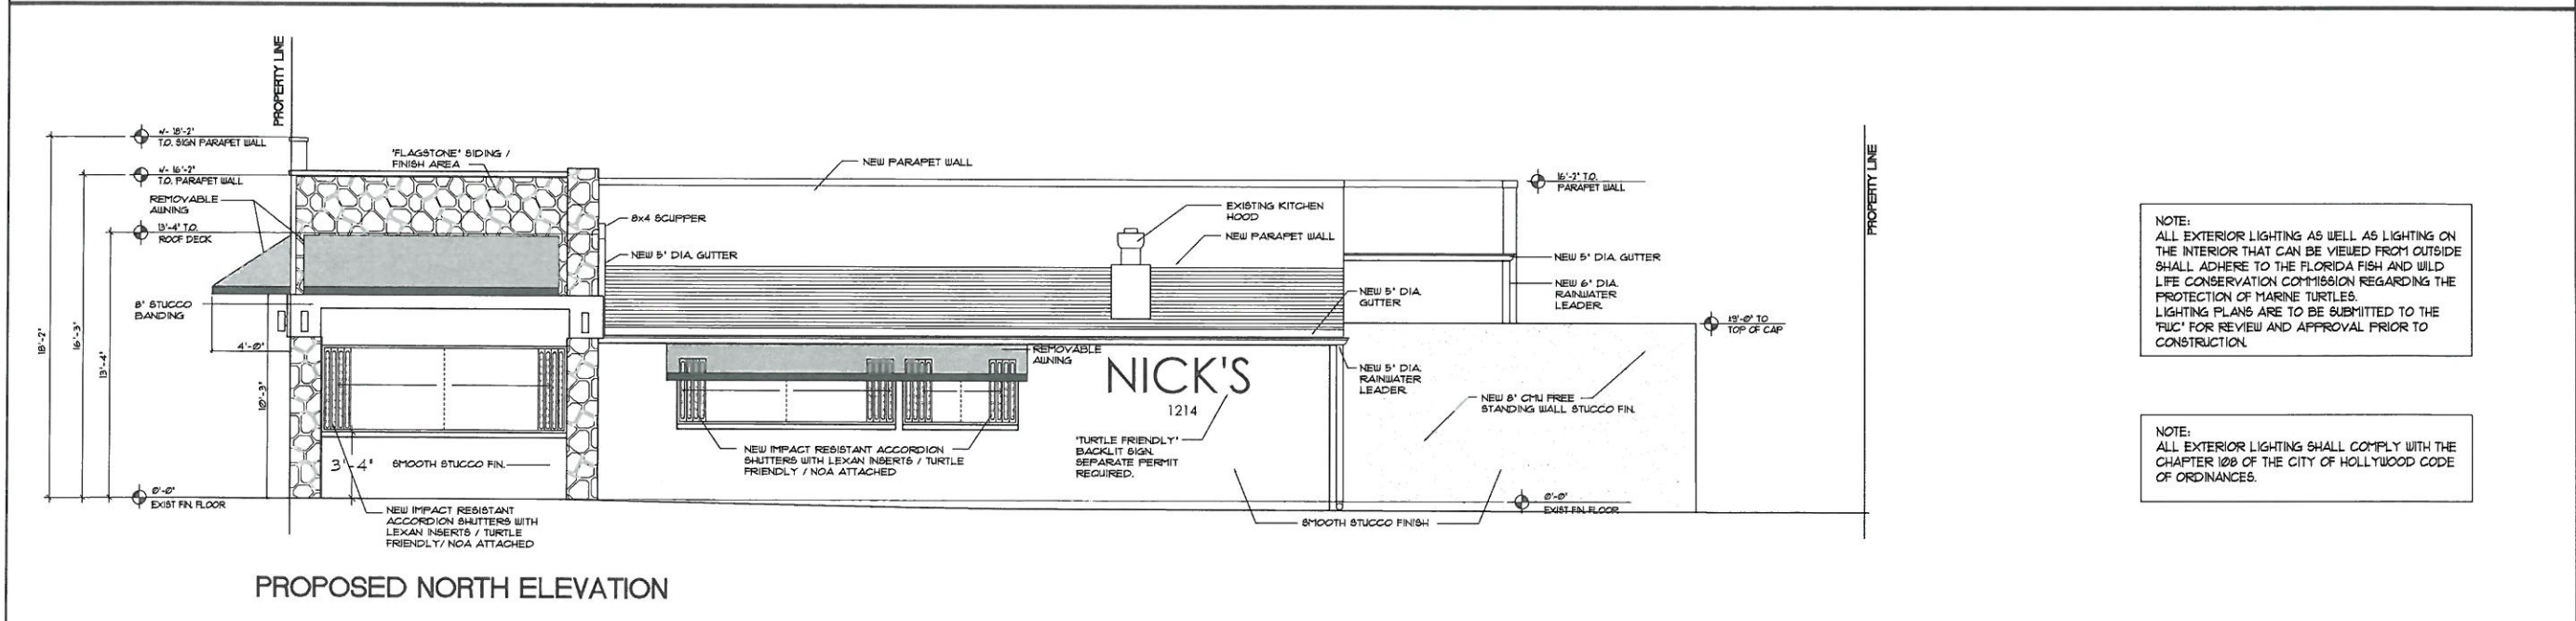 PROPERTY LINE
+/- 18'-2"
T.O. SIGN PARAPET WALL
+/- 16'-2"
T.O. PARAPET WALL
REMOVABLE
AWNING
13'-4" T.O.
ROOF DECK
8" STUCCO
BANDING
18'-2"
16'-3"
13'-4"
4'-0"
10'-3"
0'-0"
EXIST FIN. FLOOR
"FLAGSTONE" SIDING /
FINISH AREA
3'-4"
SMOOTH STUCCO FIN.
NEW IMPACT RESISTANT
ACCORDION SHUTTERS WITH
LEXAN INSERTS / TURTLE
FRIENDLY/ NOA ATTACHED
8x4 SCUPPER
NEW 5" DIA. GUTTER
NEW PARAPET WALL
EXISTING KITCHEN
HOOD
NEW PARAPET WALL
NEW 5" DIA.
GUTTER
REMOVABLE
AWNING
NICK'S
1214
NEW IMPACT RESISTANT ACCORDION
SHUTTERS WITH LEXAN INSERTS / TURTLE
FRIENDLY / NOA ATTACHED
"TURTLE FRIENDLY"
BACKLIT SIGN.
SEPARATE PERMIT
REQUIRED.
NEW 5" DIA.
RAINWATER
LEADER
16'-2" T.O.
PARAPET WALL
NEW 5" DIA. GUTTER
NEW 6" DIA.
RAINWATER
LEADER
NEW 8" CMU FREE
STANDING WALL STUCCO FIN.
TOP OF CAP
0'-0"
EXIST FIN. FLOOR
SMOOTH STUCCO FINISH
PROPERTY LINE
NOTE:
ALL EXTERIOR LIGHTING AS WELL AS LIGHTING ON
THE INTERIOR THAT CAN BE VIEWED FROM OUTSIDE
SHALL ADHERE TO THE FLORIDA FISH AND WILD
LIFE CONSERVATION COMMISSION REGARDING THE
PROTECTION OF MARINE TURTLES.
LIGHTING PLANS ARE TO BE SUBMITTED TO THE
"FWC" FOR REVIEW AND APPROVAL PRIOR TO
CONSTRUCTION.
NOTE:
ALL EXTERIOR LIGHTING SHALL COMPLY WITH THE
CHAPTER 108 OF THE CITY OF HOLLYWOOD CODE
OF ORDINANCES.
PROPOSED NORTH ELEVATION